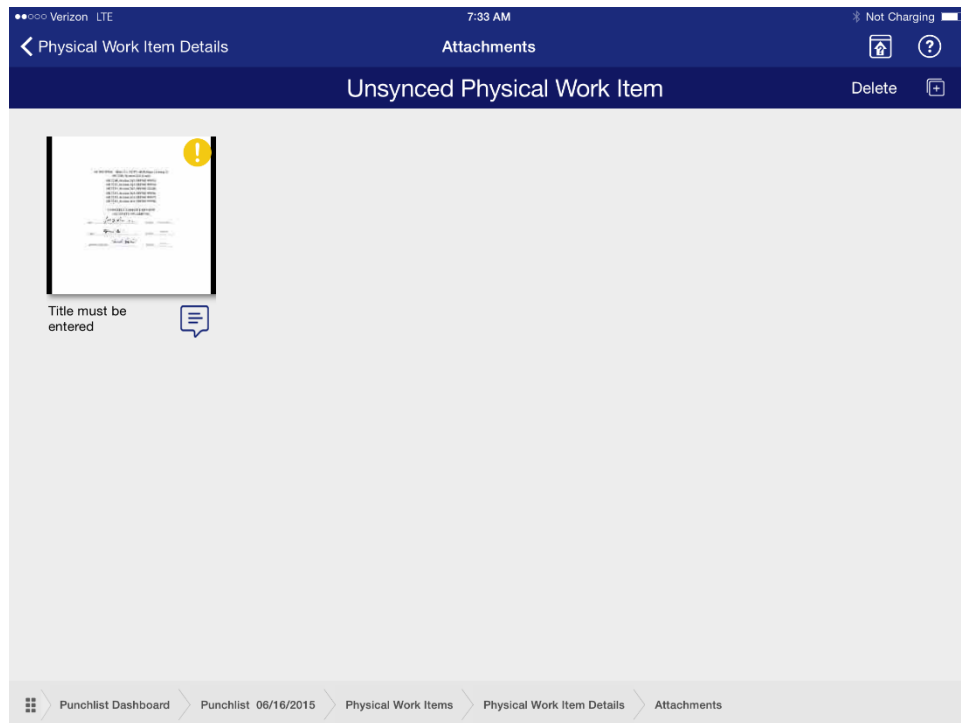 Verizon LTE 7:33 AM Not Charging
Physical Work Item Details Attachments ?
Unsynced Physical Work Item Delete
!
Title must be
entered
Punchlist Dashboard Punchlist 06/16/2015 Physical Work Items Physical Work Item Details Attachments